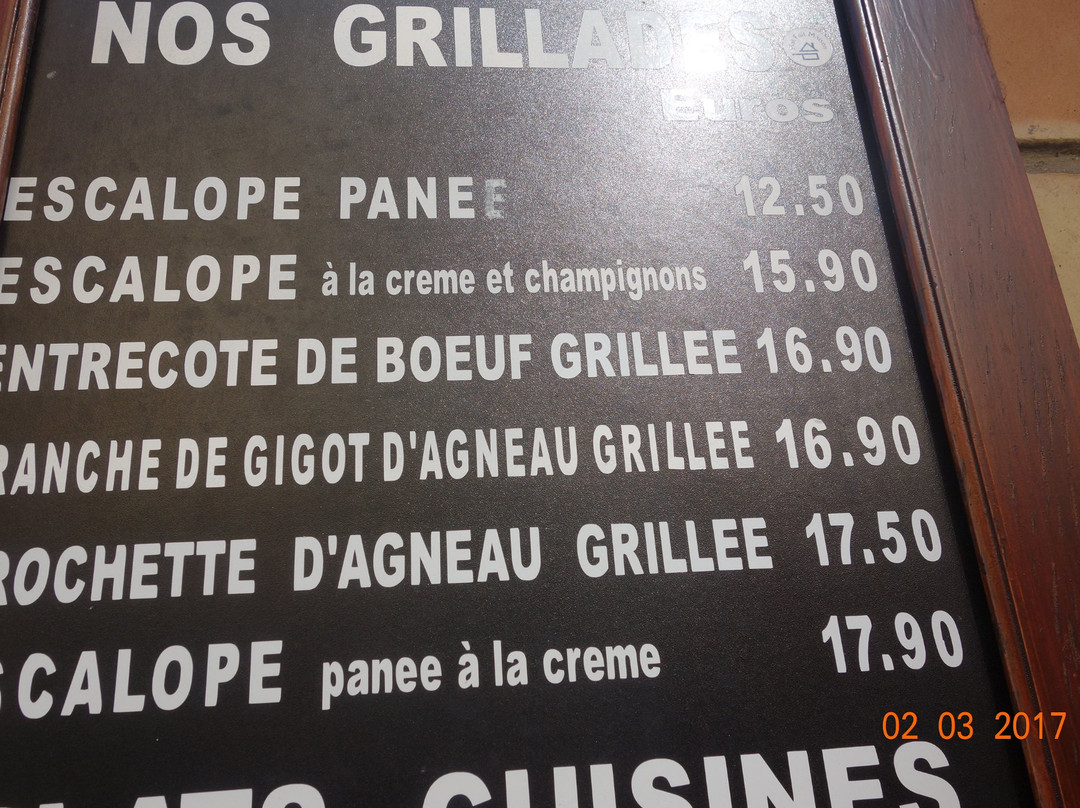 NOS GRILLADES
Euros
ESCALOPE PANEE 12.50
ESCALOPE à la creme et champignons 15.90
ENTRECOTE DE BOEUF GRILLEE 16.90
RANCHE DE GIGOT D'AGNEAU GRILLEE 16.90
ROCHETTE D'AGNEAU GRILLEE 17.50
SCALOPE panee à la creme 17.90
02 03 2017
LATS CUISINES